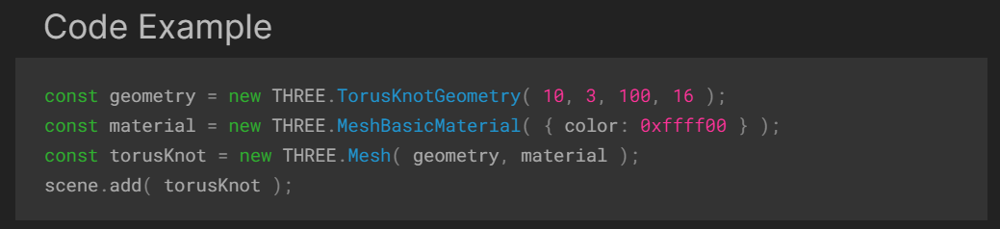 Code Example
const geometry = new THREE.TorusKnotGeometry( 10, 3, 100, 16 );
const material = new THREE.MeshBasicMaterial( { color: 0xffff00 } );
const torusKnot = new THREE.Mesh( geometry, material );
scene.add( torusKnot );